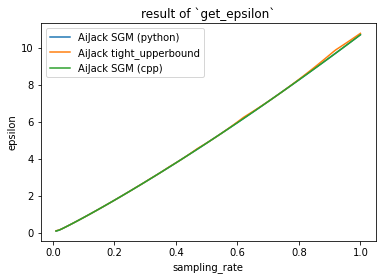 result of `get_epsilon`
AiJack SGM (python)
AiJack tight_upperbound
AiJack SGM (cpp)
epsilon
10
8
6
4
2
0
0.0 0.2 0.4 0.6 0.8 1.0
sampling_rate